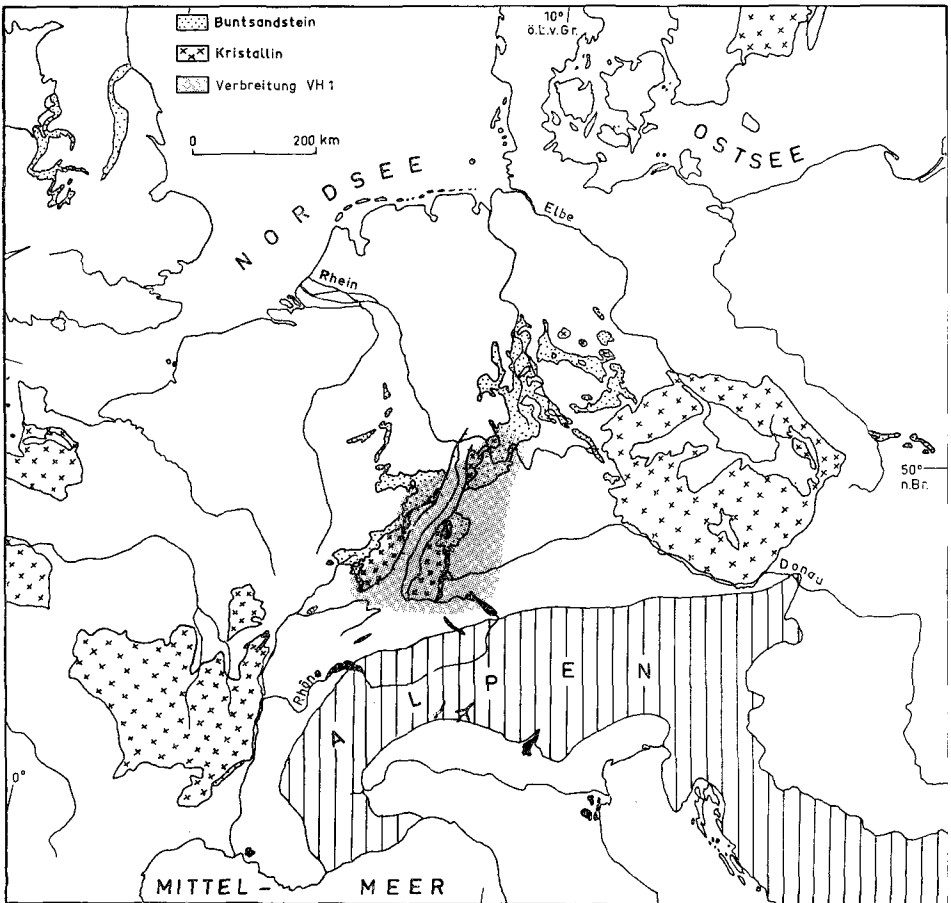 Buntsandstein
Kristallin
Verbreitung VH 1
0 200 km
10°
ö.L.v.Gr.
OSTSEE
NORDSEE
Elbe
Rhein
50°
n.Br.
Donau
Rhône
ALPEN
0°
MITTEL-MEER